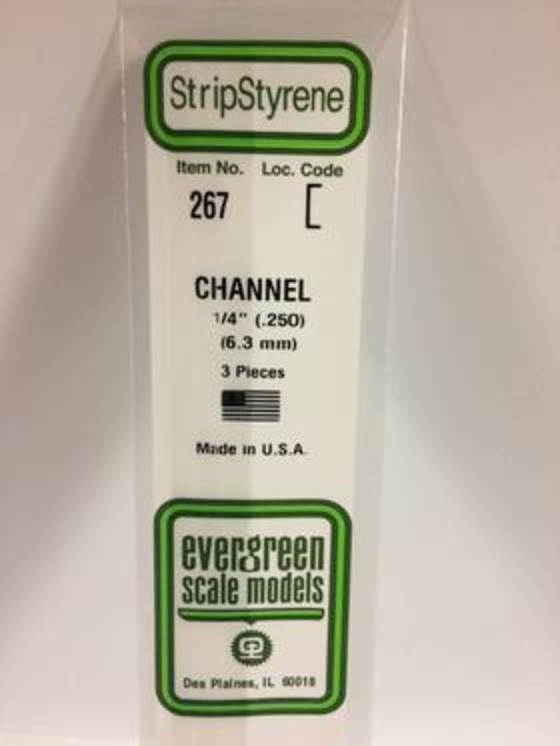 StripStyrene
Item No. Loc. Code
267
CHANNEL
1/4" (.250)
(6.3 mm)
3 Pieces
Made in U.S.A.
evergreen
scale models
Des Plaines, IL 60018